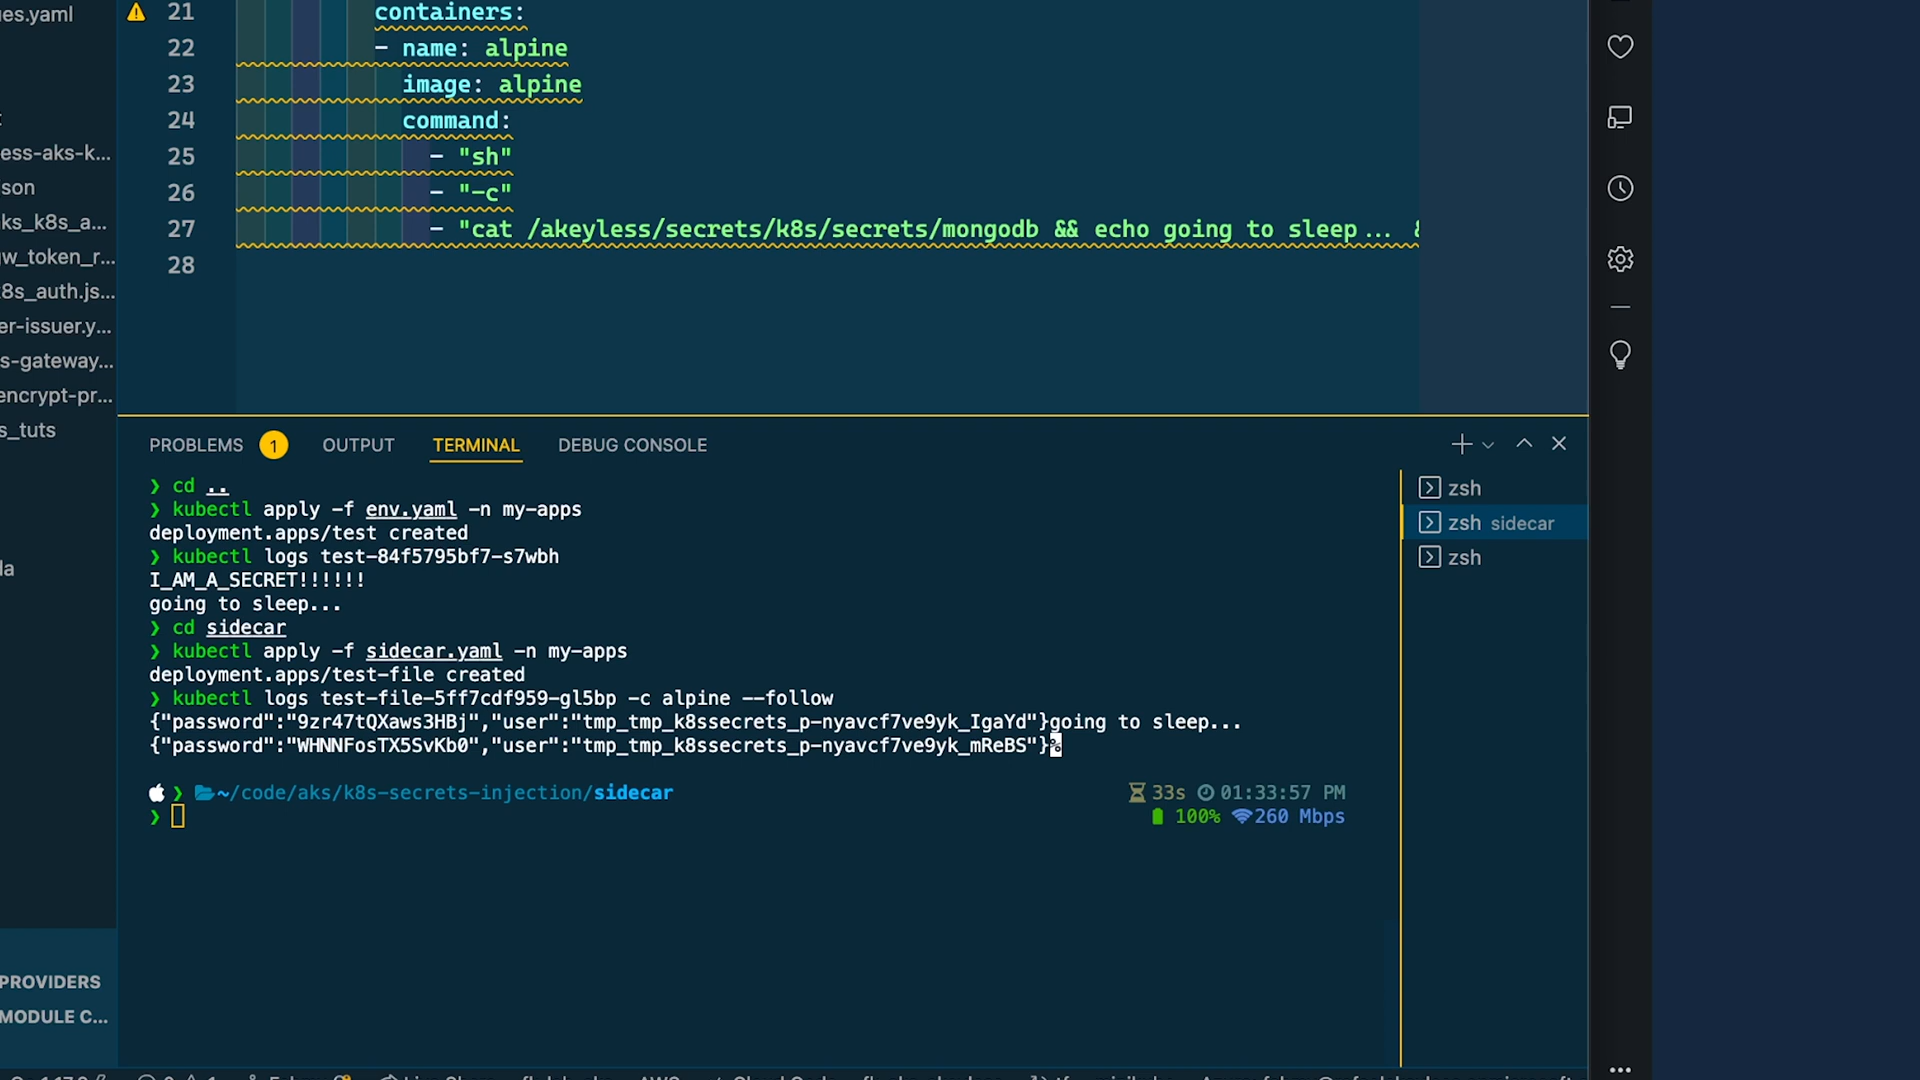 es.yaml
21 containers:
22 - name: alpine
23 image: alpine
24 command:
25 - "sh"
26 - "-c"
27 - "cat /akeyless/secrets/k8s/secrets/mongodb && echo going to sleep...
28
ess-aks-k...
son
ks_k8s_a...
w_token_r...
8s_auth.js...
er-issuer.y...
s-gateway...
encrypt-pr...
s_tuts
da
PROVIDERS
MODULE C...
PROBLEMS 1 OUTPUT TERMINAL DEBUG CONSOLE
❯ cd ..
❯ kubectl apply -f env.yaml -n my-apps
deployment.apps/test created
❯ kubectl logs test-84f5795bf7-s7wbh
I_AM_A_SECRET!!!!!!
going to sleep...
❯ cd sidecar
❯ kubectl apply -f sidecar.yaml -n my-apps
deployment.apps/test-file created
❯ kubectl logs test-file-5ff7cdf959-gl5bp -c alpine --follow
{"password":"9zr47tQXaws3HBj","user":"tmp_tmp_k8ssecrets_p-nyavcf7ve9yk_IgaYd"}going to sleep...
{"password":"WHNNFosTX5SvKb0","user":"tmp_tmp_k8ssecrets_p-nyavcf7ve9yk_mReBS"}%
❯ ~/code/aks/k8s-secrets-injection/sidecar 33s 01:33:57 PM
❯ 100% 260 Mbps
zsh
zsh sidecar
zsh